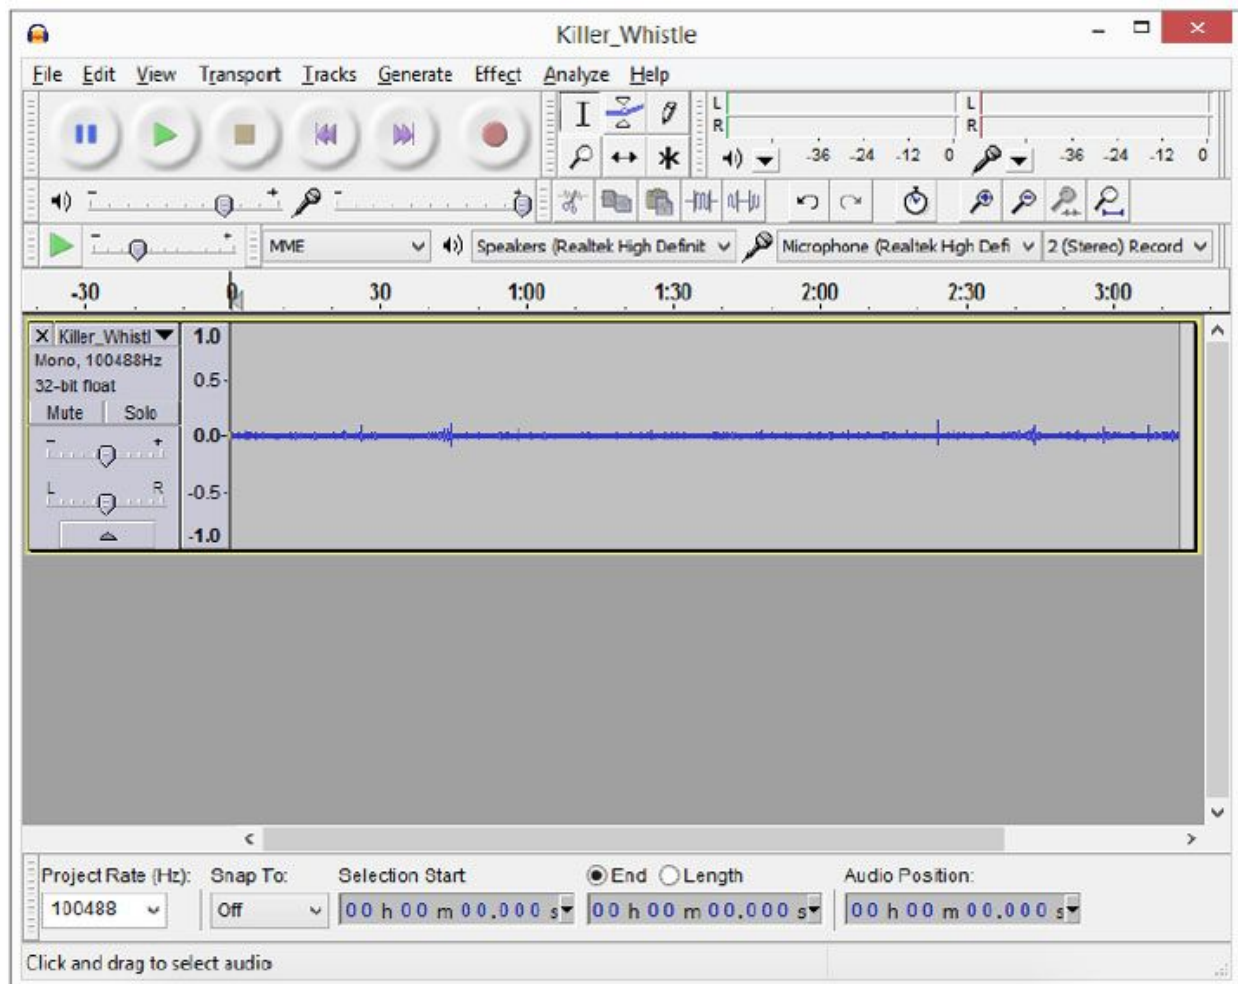 Killer_Whistle
File Edit View Transport Tracks Generate Effect Analyze Help
L
R
-36 -24 -12 0
L
R
-36 -24 -12 0
MME
Speakers (Realtek High Definit
Microphone (Realtek High Defi
2 (Stereo) Record
-30 0 30 1:00 1:30 2:00 2:30 3:00
X Killer_Whistl
Mono, 100488Hz
32-bit float
Mute Solo
- +
L R
1.0
0.5-
0.0-
-0.5-
-1.0
Project Rate (Hz): Snap To: Selection Start End Length Audio Position:
100488 Off 00 h 00 m 00.000 s 00 h 00 m 00.000 s 00 h 00 m 00.000 s
Click and drag to select audio